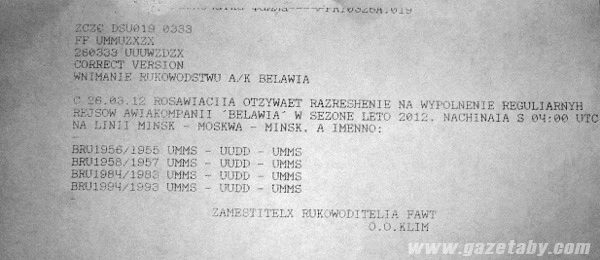 PK10326A.019
ZCZC DSU019 0333
FF UMMUZXZX
260333 UUUWZDZX
CORRECT VERSION
WNIMANIE RUKOWODSTWU A/K BELAWIA
C 26.03.12 ROSAWIACIIA OTZYWAET RAZRESHENIE NA WYPOLNENIE REGULIARNYH
REJSOW AWIAKOMPANII ´BELAWIA´ W SEZONE LETO 2012. NACHINAIA S 04:00 UTC
NA LINII MINSK - MOSKWA - MINSK, A IMENNO:
BRU1956/1955 UMMS - UUDD - UMMS
BRU1958/1957 UMMS - UUDD - UMMS
BRU1984/1983 UMMS - UUDD - UMMS
BRU1994/1993 UMMS - UUDD - UMMS
ZAMESTITELX RUKOWODITELIA FAWT
O.O.KLIM
www.gazetaby.com